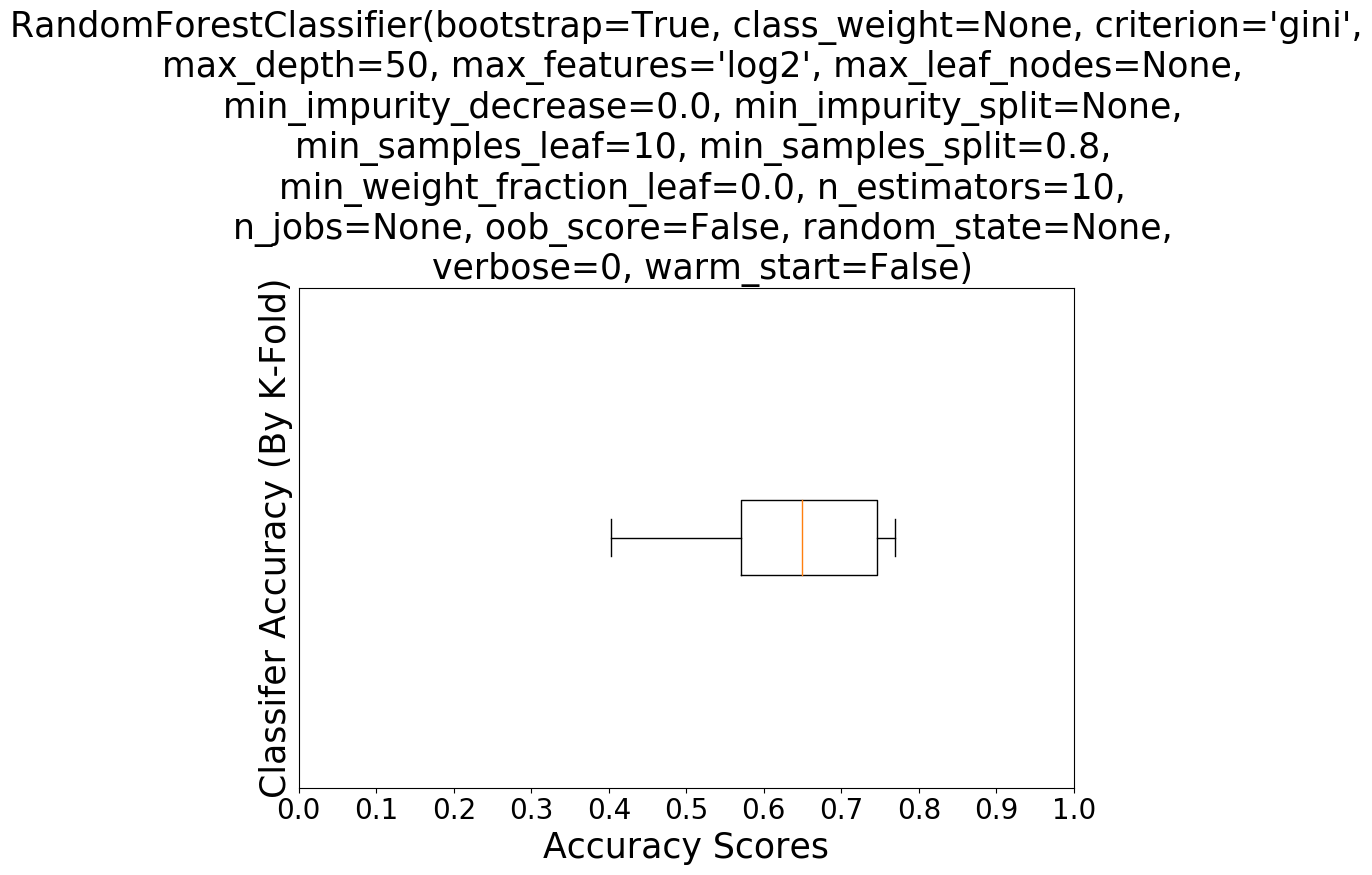 RandomForestClassifier(bootstrap=True, class_weight=None, criterion='gini',
max_depth=50, max_features='log2', max_leaf_nodes=None,
min_impurity_decrease=0.0, min_impurity_split=None,
min_samples_leaf=10, min_samples_split=0.8,
min_weight_fraction_leaf=0.0, n_estimators=10,
n_jobs=None, oob_score=False, random_state=None,
verbose=0, warm_start=False)
Classifer Accuracy (By K-Fold)
0.0 0.1 0.2 0.3 0.4 0.5 0.6 0.7 0.8 0.9 1.0
Accuracy Scores